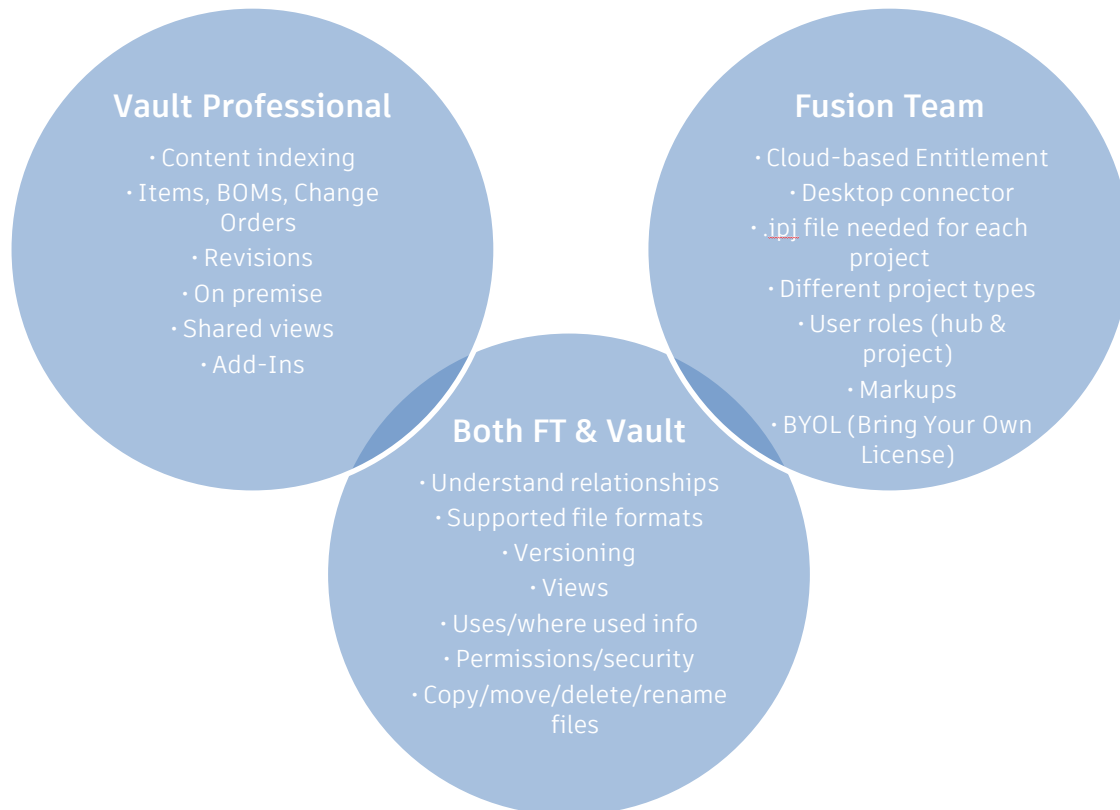 Vault Professional
• Content indexing
• Items, BOMs, Change
Orders
• Revisions
• On premise
• Shared views
• Add-Ins
Fusion Team
• Cloud-based Entitlement
• Desktop connector
• .ipj file needed for each
project
• Different project types
• User roles (hub &
project)
• Markups
• BYOL (Bring Your Own
License)
Both FT & Vault
• Understand relationships
• Supported file formats
• Versioning
• Views
• Uses/where used info
• Permissions/security
• Copy/move/delete/rename
files